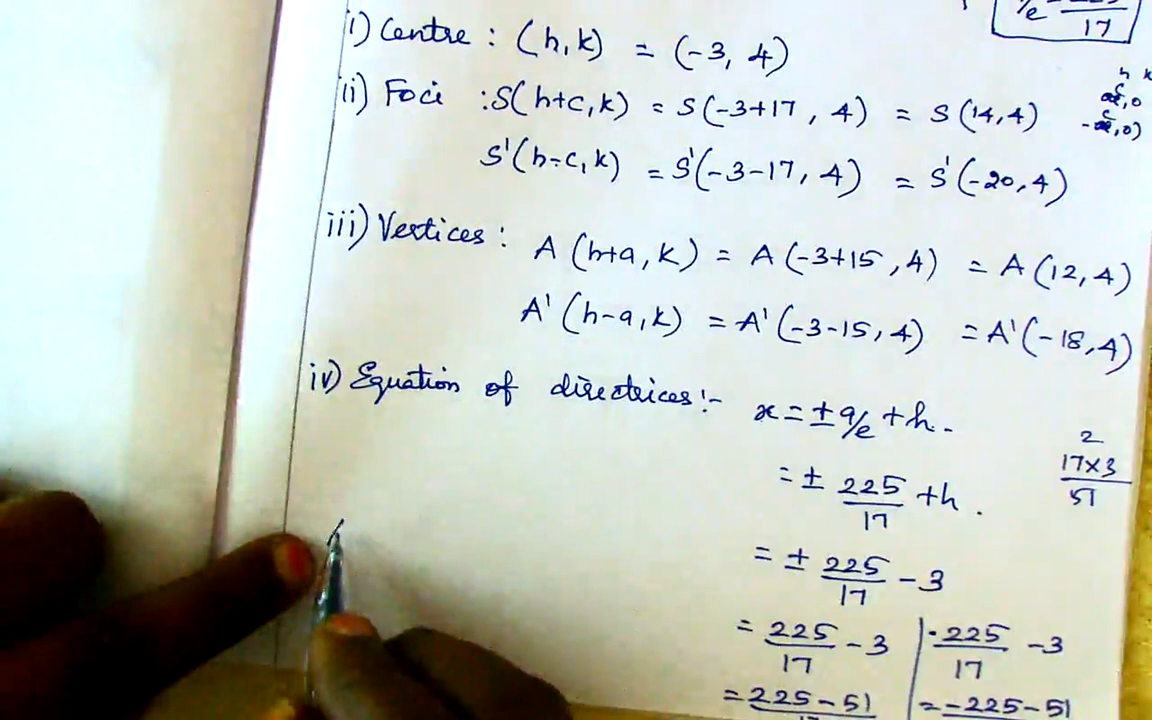 i) Centre : (h,k) = (-3, 4)
ii) Foci : S(h+c, k) = S(-3+17, 4) = S(14,4)
S'(h-c, k) = S'(-3-17, 4) = S'(-20,4)
iii) Vertices : A (h+a, k) = A (-3+15, 4) = A (12, 4)
A' (h-a, k) = A' (-3-15, 4) = A' (-18, 4)
iv) Equation of directrices:- x = ± a/e + h.
= ± 225/17 + h.
= ± 225/17 - 3
= 225/17 - 3 | -225/17 - 3
= 225-51 | = -225-51
17
h k
2
17×3
51